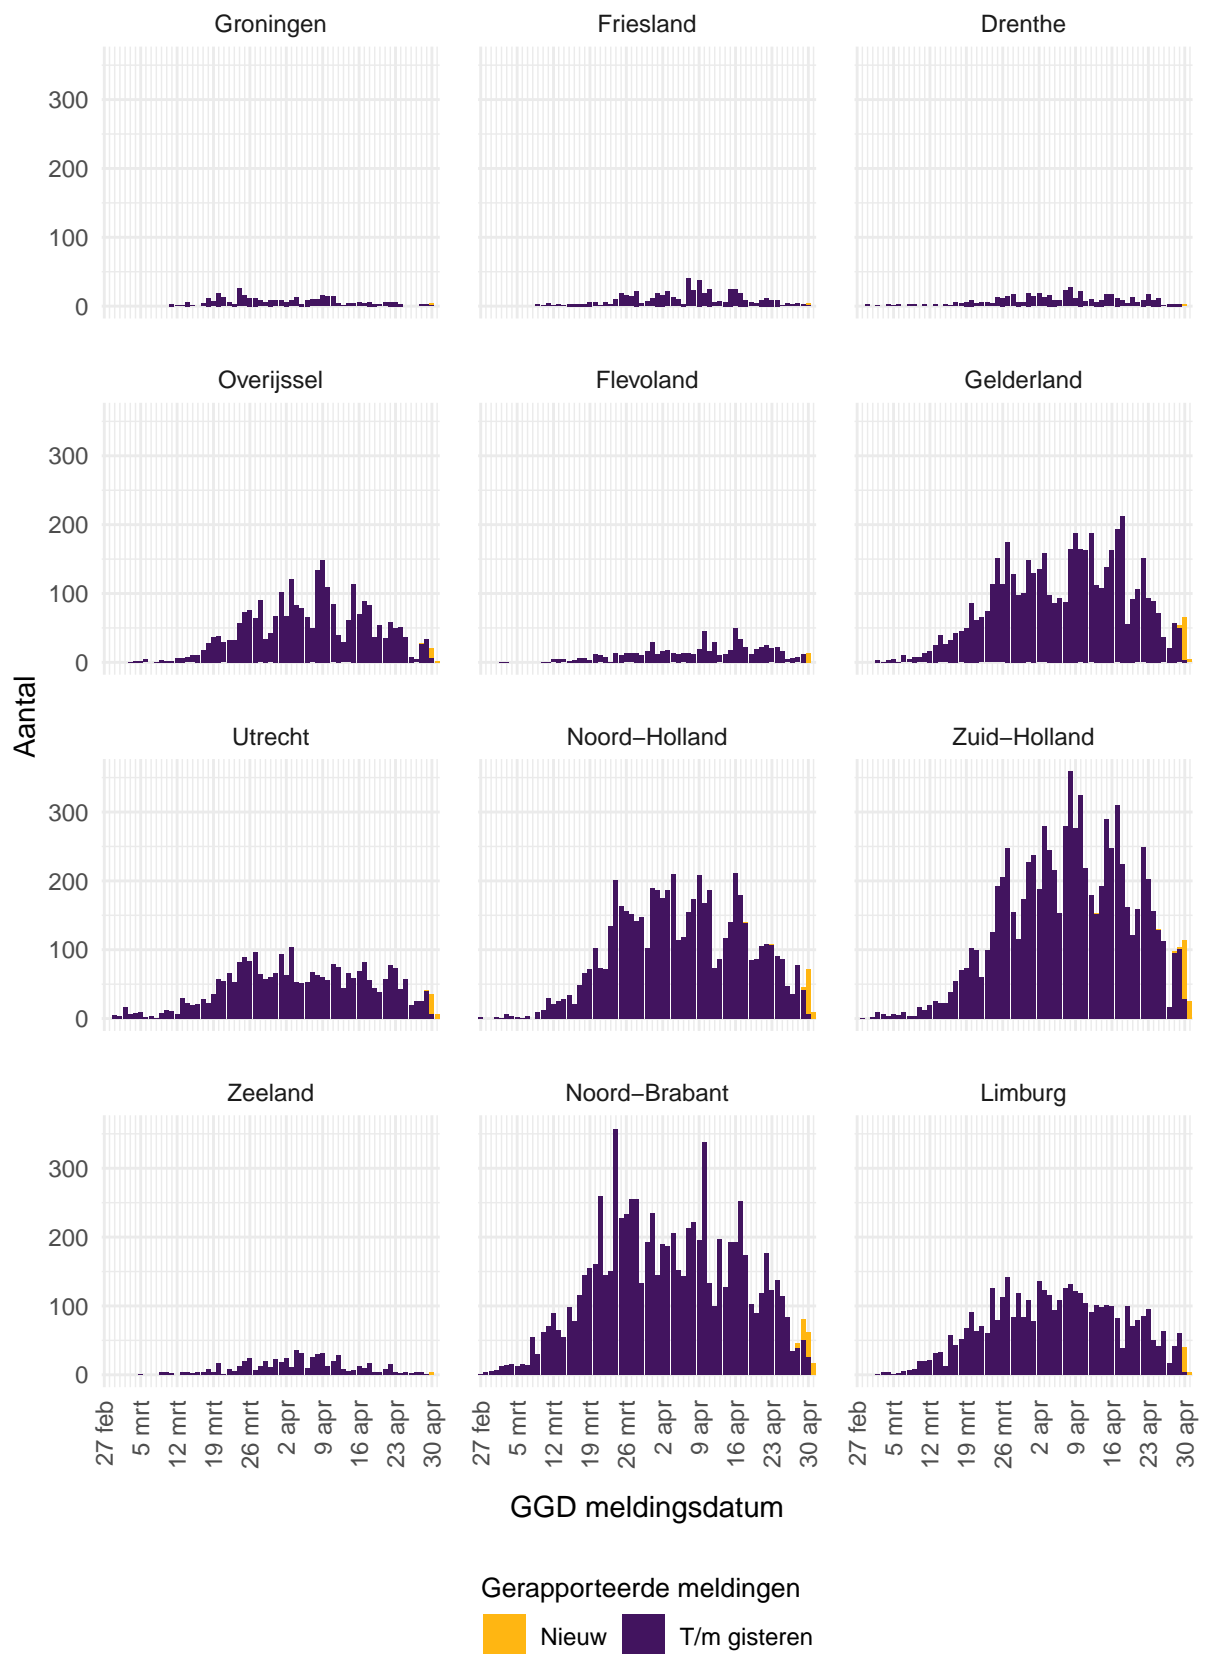 Groningen Friesland Drenthe
300
200
100
0
Overijssel Flevoland Gelderland
300
200
100
0
Aantal
Utrecht Noord−Holland Zuid−Holland
300
200
100
0
Zeeland Noord−Brabant Limburg
300
200
100
0
27 feb 5 mrt 12 mrt 19 mrt 26 mrt 2 apr 9 apr 16 apr 23 apr 30 apr 27 feb 5 mrt 12 mrt 19 mrt 26 mrt 2 apr 9 apr 16 apr 23 apr 30 apr 27 feb 5 mrt 12 mrt 19 mrt 26 mrt 2 apr 9 apr 16 apr 23 apr 30 apr
GGD meldingsdatum
Gerapporteerde meldingen
Nieuw T/m gisteren